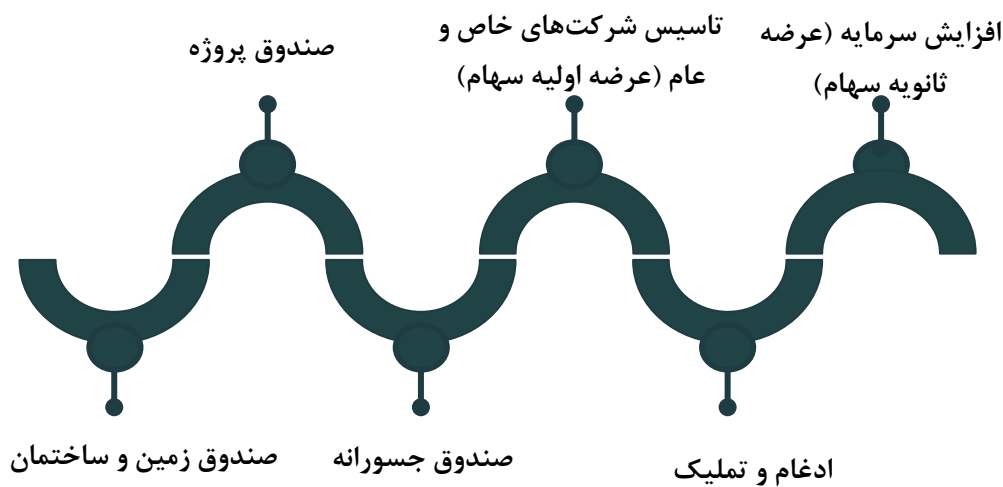 افزایش سرمایه (عرضه
ثانویه سهام)
تاسیس شرکت‌های خاص و
عام (عرضه اولیه سهام)
صندوق پروژه
ادغام و تملیک
صندوق جسورانه
صندوق زمین و ساختمان